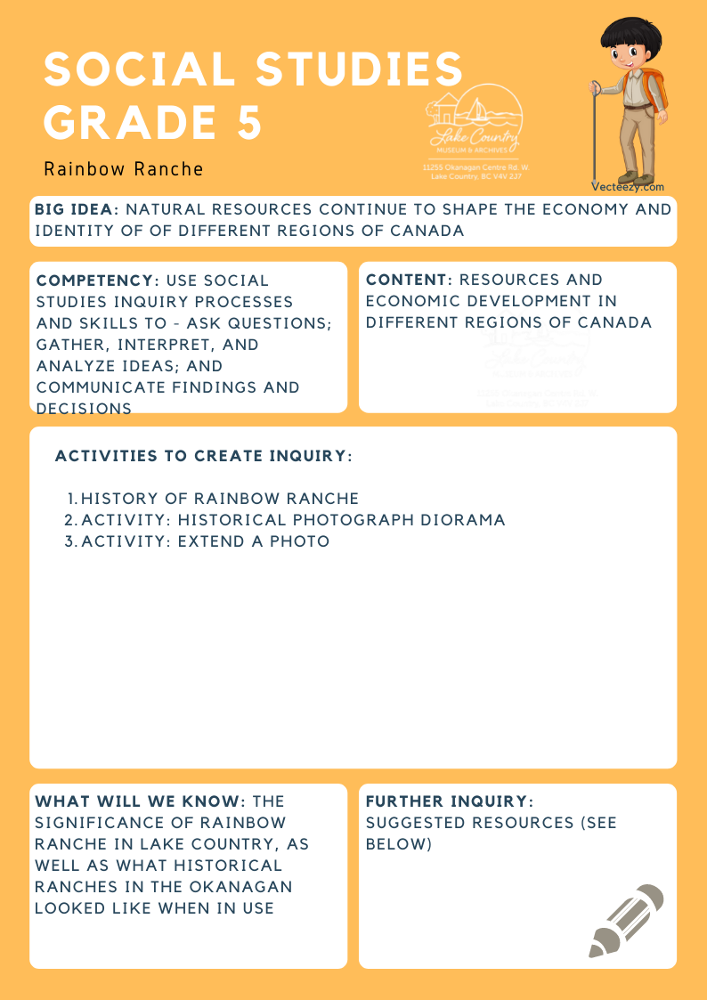 SOCIAL STUDIES
GRADE 5
Rainbow Ranche
Lake Country
MUSEUM & ARCHIVES
11255 Okanagan Centre Rd. W.
Lake Country, BC V4V 2J7
Vecteezy.com
BIG IDEA: NATURAL RESOURCES CONTINUE TO SHAPE THE ECONOMY AND
IDENTITY OF OF DIFFERENT REGIONS OF CANADA
COMPETENCY: USE SOCIAL
STUDIES INQUIRY PROCESSES
AND SKILLS TO - ASK QUESTIONS;
GATHER, INTERPRET, AND
ANALYZE IDEAS; AND
COMMUNICATE FINDINGS AND
DECISIONS
CONTENT: RESOURCES AND
ECONOMIC DEVELOPMENT IN
DIFFERENT REGIONS OF CANADA
ACTIVITIES TO CREATE INQUIRY:
1. HISTORY OF RAINBOW RANCHE
2. ACTIVITY: HISTORICAL PHOTOGRAPH DIORAMA
3. ACTIVITY: EXTEND A PHOTO
WHAT WILL WE KNOW: THE
SIGNIFICANCE OF RAINBOW
RANCHE IN LAKE COUNTRY, AS
WELL AS WHAT HISTORICAL
RANCHES IN THE OKANAGAN
LOOKED LIKE WHEN IN USE
FURTHER INQUIRY:
SUGGESTED RESOURCES (SEE
BELOW)